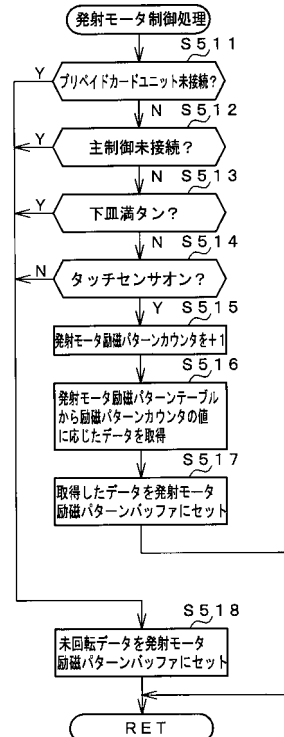 発射モータ制御処理
S511
Y
プリペイドカードユニット未接続?
N
S512
Y
主制御未接続?
N
S513
Y
下皿満タン?
N
S514
N
タッチセンサオン?
Y
S515
発射モータ励磁パターンカウンタを+1
S516
発射モータ励磁パターンテーブル
から励磁パターンカウンタの値
に応じたデータを取得
S517
取得したデータを発射モータ
励磁パターンバッファにセット
S518
未回転データを発射モータ
励磁パターンバッファにセット
RET